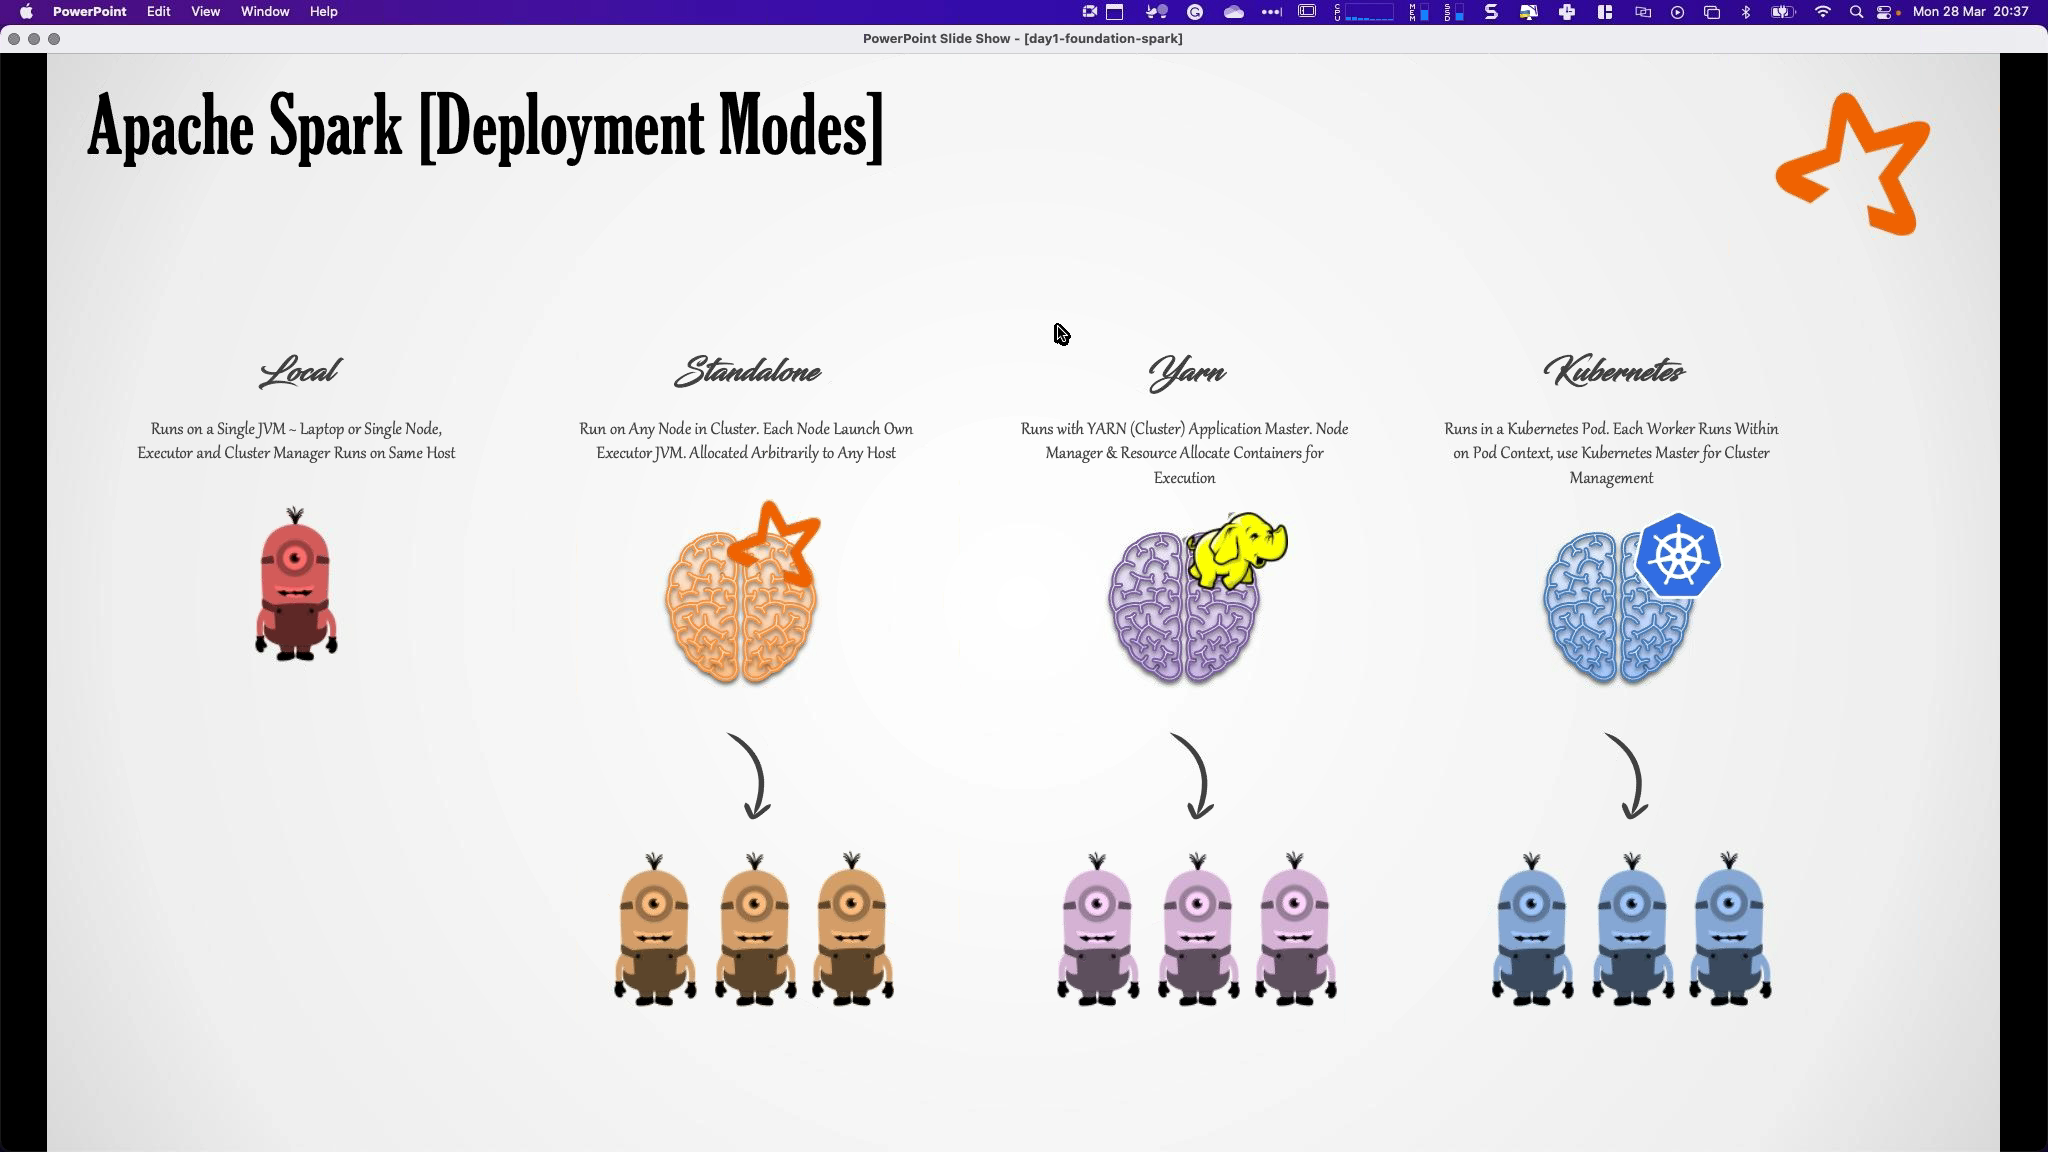 PowerPoint Edit View Window Help
Mon 28 Mar 20:37
PowerPoint Slide Show - [day1-foundation-spark]
Apache Spark [Deployment Modes]
Local
Runs on a Single JVM ~ Laptop or Single Node,
Executor and Cluster Manager Runs on Same Host
Standalone
Run on Any Node in Cluster. Each Node Launch Own
Executor JVM. Allocated Arbitrarily to Any Host
Yarn
Runs with YARN (Cluster) Application Master. Node
Manager & Resource Allocate Containers for
Execution
Kubernetes
Runs in a Kubernetes Pod. Each Worker Runs Within
on Pod Context, use Kubernetes Master for Cluster
Management